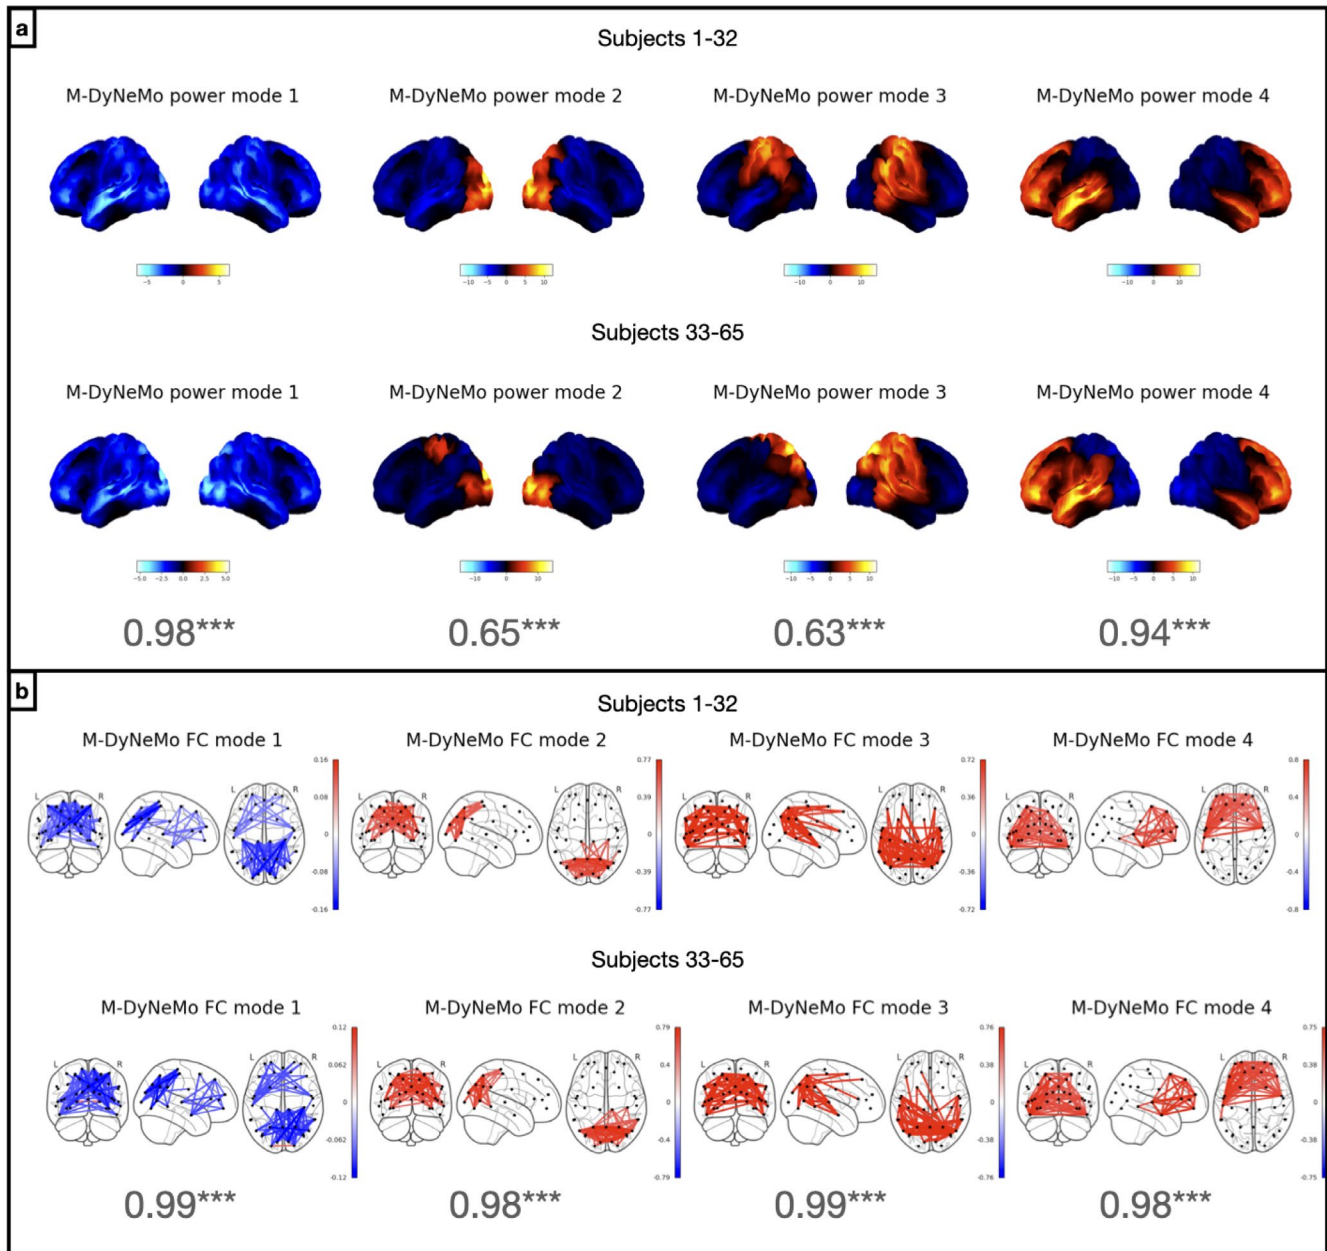 a
Subjects 1-32
M-DyNeMo power mode 1 M-DyNeMo power mode 2 M-DyNeMo power mode 3 M-DyNeMo power mode 4
-5 0 5 -10 -5 0 5 10 -10 0 10 -10 0 10
Subjects 33-65
M-DyNeMo power mode 1 M-DyNeMo power mode 2 M-DyNeMo power mode 3 M-DyNeMo power mode 4
-5.0 -2.5 0.0 2.5 5.0 -10 0 10 -10 -5 0 5 10 -10 -5 0 5 10
0.98*** 0.65*** 0.63*** 0.94***
b
Subjects 1-32
M-DyNeMo FC mode 1 M-DyNeMo FC mode 2 M-DyNeMo FC mode 3 M-DyNeMo FC mode 4
0.16 0.77 0.72 0.8
L R L R L R L R L R L R L R L R
0.08 0.39 0.36 0.4
0 0 0 0
-0.08 -0.39 -0.36 -0.4
-0.16 -0.77 -0.72 -0.8
Subjects 33-65
M-DyNeMo FC mode 1 M-DyNeMo FC mode 2 M-DyNeMo FC mode 3 M-DyNeMo FC mode 4
0.12 0.79 0.76 0.75
L R L R L R L R L R L R L R L R
0.062 0.4 0.38 0.38
0 0 0 0
-0.062 -0.4 -0.38 -0.38
-0.12 -0.79 -0.76 -0.75
0.99*** 0.98*** 0.99*** 0.98***